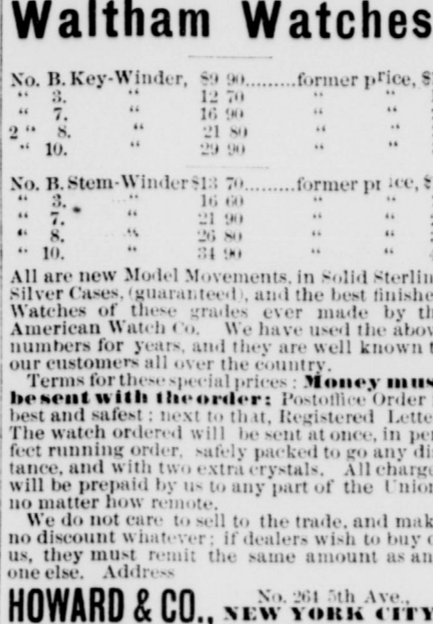 Waltham Watches
No. B. Key-Winder, $9 90.........former price, $
" 3. " 12 70 " "
" 7. " 16 90 " "
2 " 8. " 21 80 " "
" 10. " 29 90 " "
No. B. Stem-Winder $13 70.........former price, $
" 3. " 16 60 " "
" 7. " 21 90 " "
" 8. " 26 80 " "
" 10. " 34 90 " "
All are new Model Movements, in Solid Sterlin
Silver Cases, (guaranteed), and the best finishe
Watches of these grades ever made by th
American Watch Co. We have used the abov
numbers for years, and they are well known t
our customers all over the country.
Terms for these special prices : Money mus
be sent with the order; Postoffice Order
best and safest ; next to that, Registered Lette
The watch ordered will be sent at once, in per
fect running order, safely packed to go any di
tance, and with two extra crystals. All charg
will be prepaid by us to any part of the Union
no matter how remote.
We do not care to sell to the trade, and mak
no discount whatever ; if dealers wish to buy o
us, they must remit the same amount as an
one else. Address
HOWARD & CO., No. 264 5th Ave.,
NEW YORK CITY